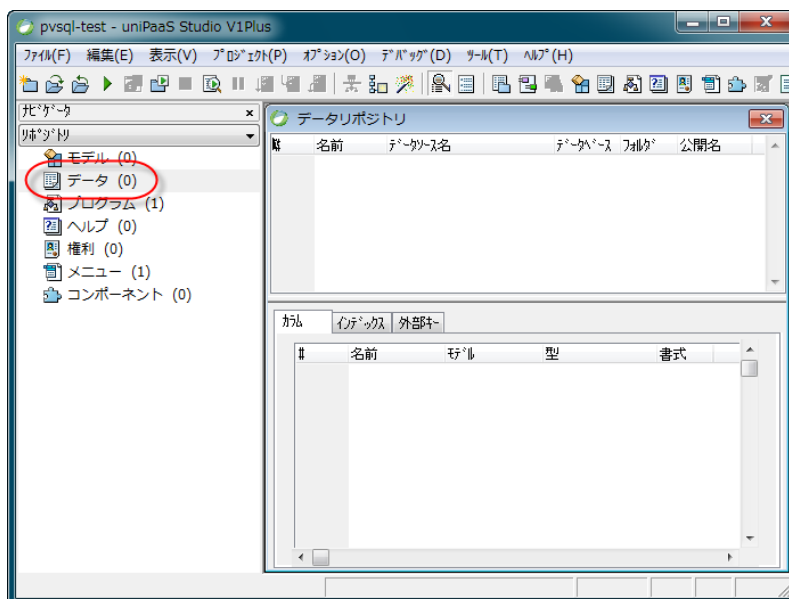 pvsql-test - uniPaaS Studio V1Plus
ﾌｧｲﾙ(F) 編集(E) 表示(V) ﾌﾟﾛｼﾞｪｸﾄ(P) ｵﾌﾟｼｮﾝ(O) ﾃﾞﾊﾞｯｸﾞ(D) ﾂｰﾙ(T) ﾍﾙﾌﾟ(H)
ﾅﾋﾞｹﾞｰﾀ
ﾘﾎﾟｼﾞﾄﾘ
モデル (0)
データ (0)
プログラム (1)
ヘルプ (0)
権利 (0)
メニュー (1)
コンポーネント (0)
データリポジトリ
# 名前 ﾃﾞｰﾀｿｰｽ名 ﾃﾞｰﾀﾍﾞｰｽ ﾌｫﾙﾀﾞ 公開名
ｶﾗﾑ ｲﾝﾃﾞｯｸｽ 外部ｷｰ
# 名前 ﾓﾃﾞﾙ 型 書式